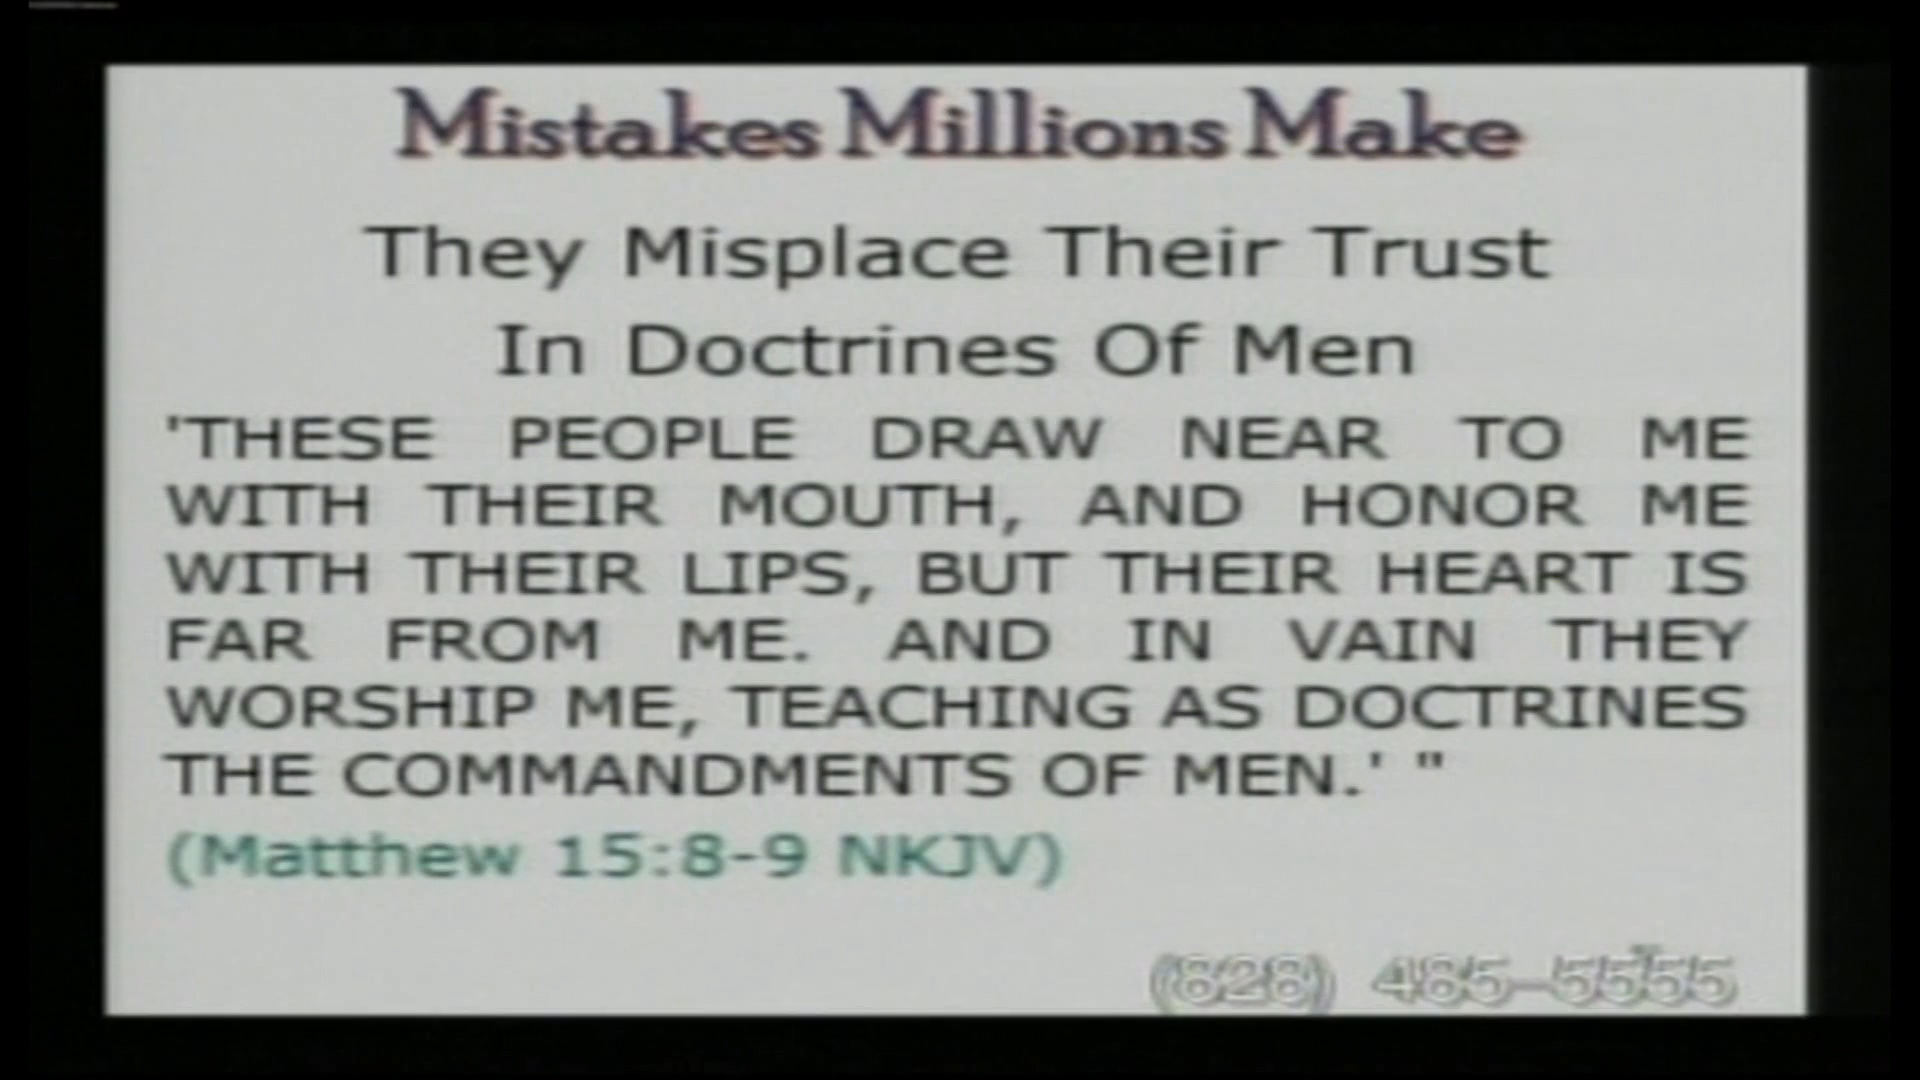 Mistakes Millions Make
They Misplace Their Trust
In Doctrines Of Men
'THESE PEOPLE DRAW NEAR TO ME
WITH THEIR MOUTH, AND HONOR ME
WITH THEIR LIPS, BUT THEIR HEART IS
FAR FROM ME. AND IN VAIN THEY
WORSHIP ME, TEACHING AS DOCTRINES
THE COMMANDMENTS OF MEN.' "
(Matthew 15:8-9 NKJV)
(828) 485-5555